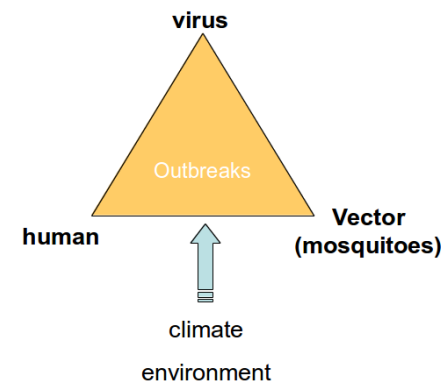 virus
Outbreaks
human
Vector
(mosquitoes)
climate
environment